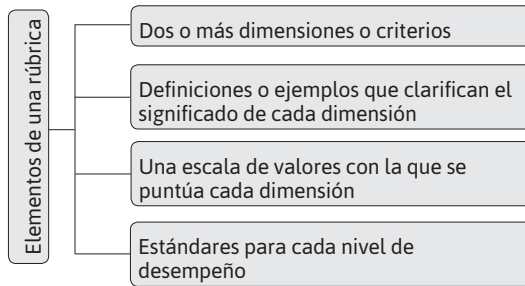 Elementos de una rúbrica
Dos o más dimensiones o criterios
Definiciones o ejemplos que clarifican el
significado de cada dimensión
Una escala de valores con la que se
puntúa cada dimensión
Estándares para cada nivel de
desempeño